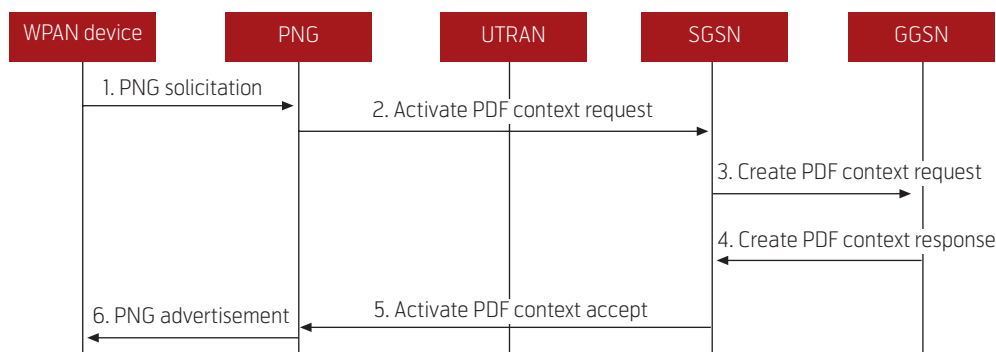 WPAN device
PNG
UTRAN
SGSN
GGSN
1. PNG solicitation
2. Activate PDF context request
3. Create PDF context request
4. Create PDF context response
5. Activate PDF context accept
6. PNG advertisement